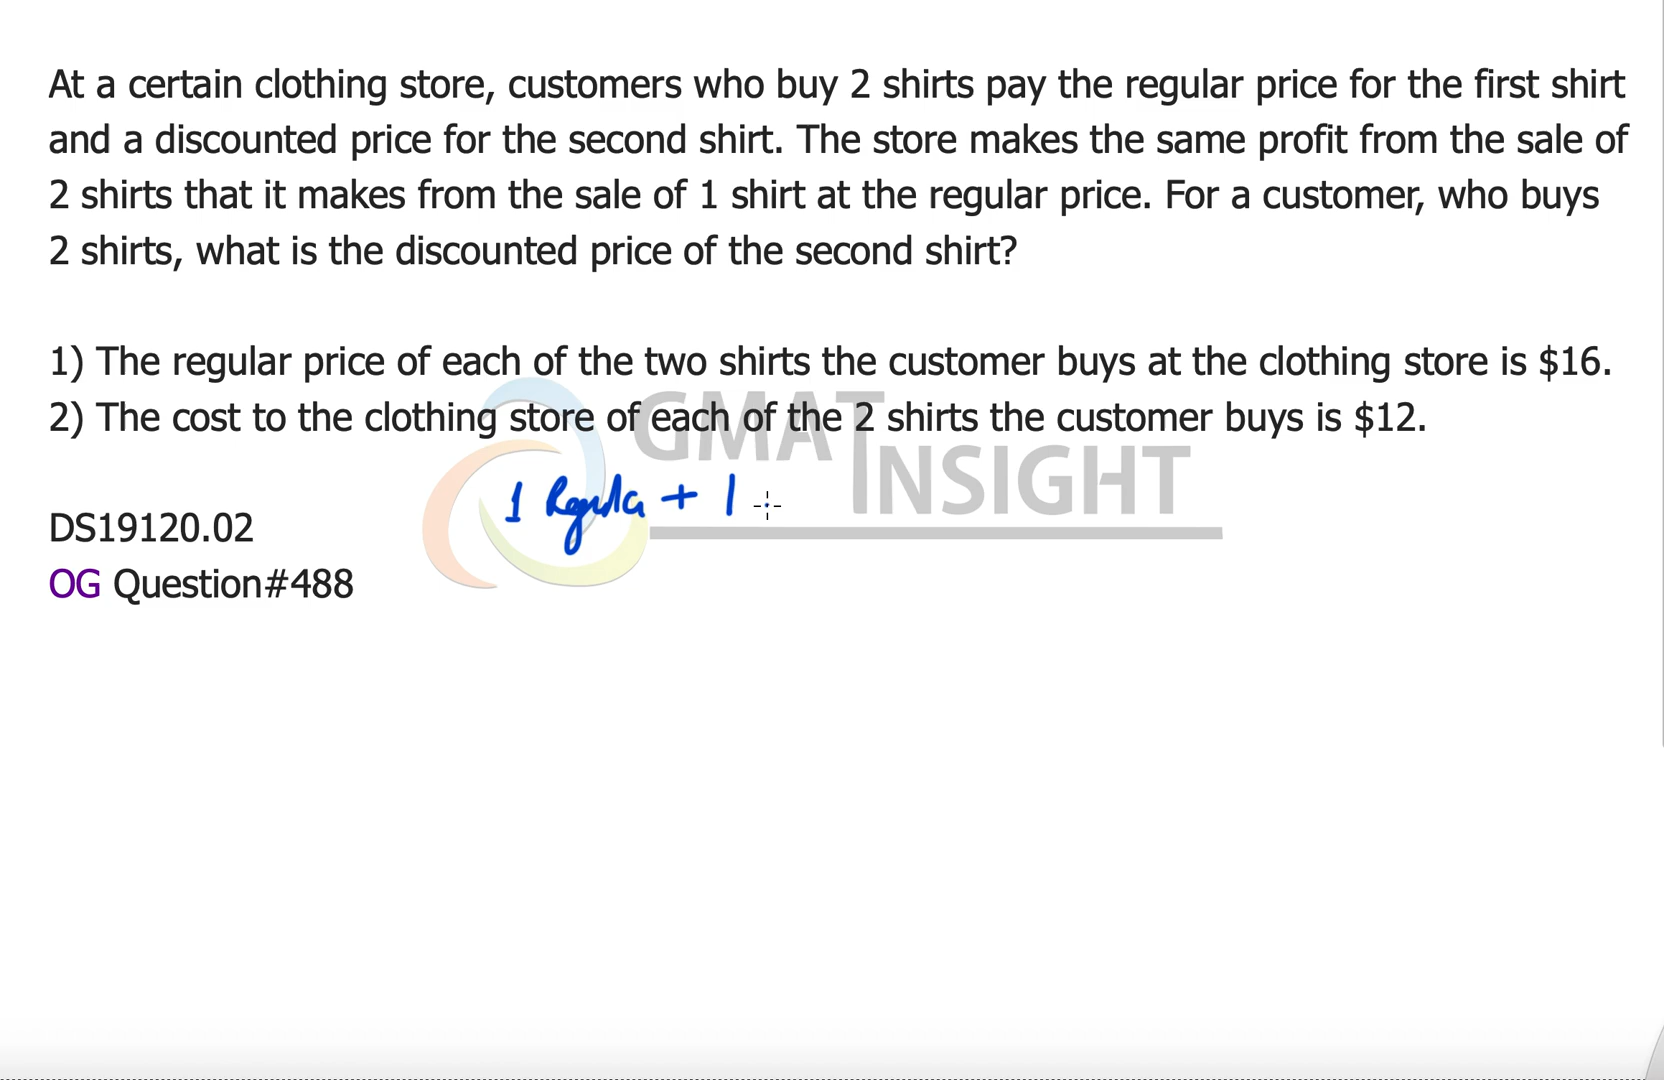 At a certain clothing store, customers who buy 2 shirts pay the regular price for the first shirt
and a discounted price for the second shirt. The store makes the same profit from the sale of
2 shirts that it makes from the sale of 1 shirt at the regular price. For a customer, who buys
2 shirts, what is the discounted price of the second shirt?
1) The regular price of each of the two shirts the customer buys at the clothing store is $16.
2) The cost to the clothing store of each of the 2 shirts the customer buys is $12.
GMAT INSIGHT
1 Regula + 1
DS19120.02
OG Question#488